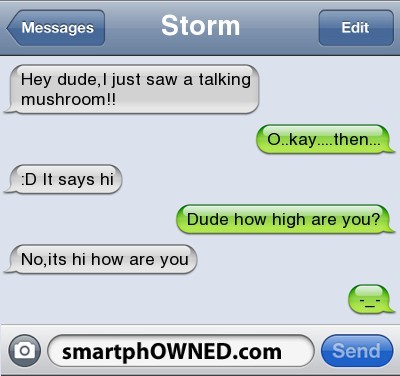 Messages
Storm
Edit
Hey dude,I just saw a talking
mushroom!!
O..kay....then...
:D It says hi
Dude how high are you?
No,its hi how are you
-_-
smartphOWNED.com
Send